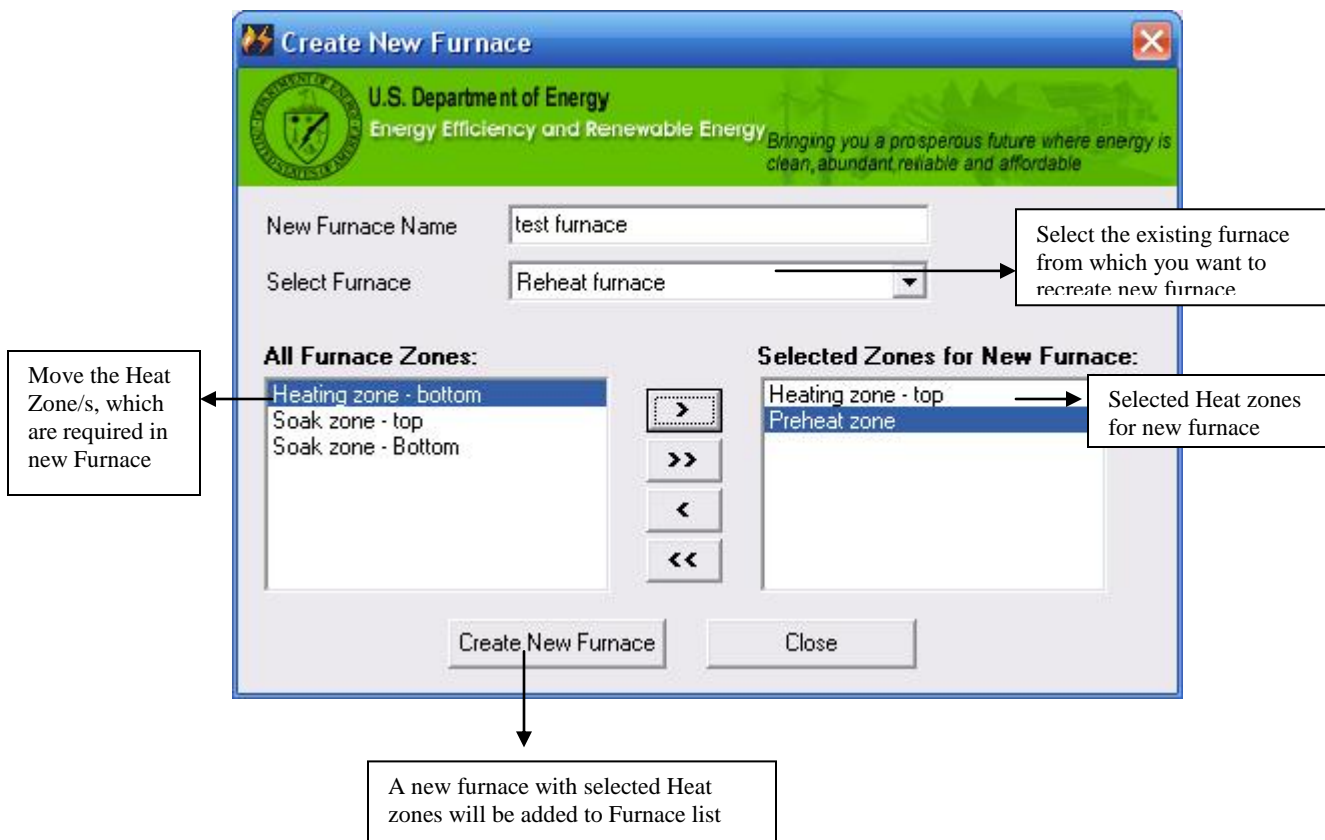 Create New Furnace
U.S. Department of Energy
Energy Efficiency and Renewable Energy
Bringing you a prosperous future where energy is
clean, abundant, reliable and affordable
New Furnace Name
test furnace
Select Furnace
Reheat furnace
Select the existing furnace
from which you want to
recreate new furnace
All Furnace Zones:
Heating zone - bottom
Soak zone - top
Soak zone - Bottom
>
>>
<
<<
Selected Zones for New Furnace:
Heating zone - top
Preheat zone
Move the Heat
Zone/s, which
are required in
new Furnace
Selected Heat zones
for new furnace
Create New Furnace
Close
A new furnace with selected Heat
zones will be added to Furnace list